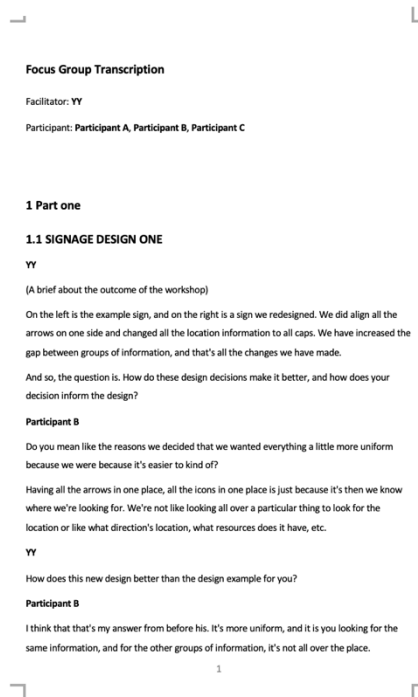 Focus Group Transcription
Facilitator: YY
Participant: Participant A, Participant B, Participant C
1 Part one
1.1 SIGNAGE DESIGN ONE
YY
(A brief about the outcome of the workshop)
On the left is the example sign, and on the right is a sign we redesigned. We did align all the
arrows on one side and changed all the location information to all caps. We have increased the
gap between groups of information, and that's all the changes we have made.
And so, the question is. How do these design decisions make it better, and how does your
decision inform the design?
Participant B
Do you mean like the reasons we decided that we wanted everything a little more uniform
because we were because it's easier to kind of?
Having all the arrows in one place, all the icons in one place is just because it's then we know
where we're looking for. We're not like looking all over a particular thing to look for the
location or like what direction's location, what resources does it have, etc.
YY
How does this new design better than the design example for you?
Participant B
I think that that's my answer from before his. It's more uniform, and it is you looking for the
same information, and for the other groups of information, it's not all over the place.
1